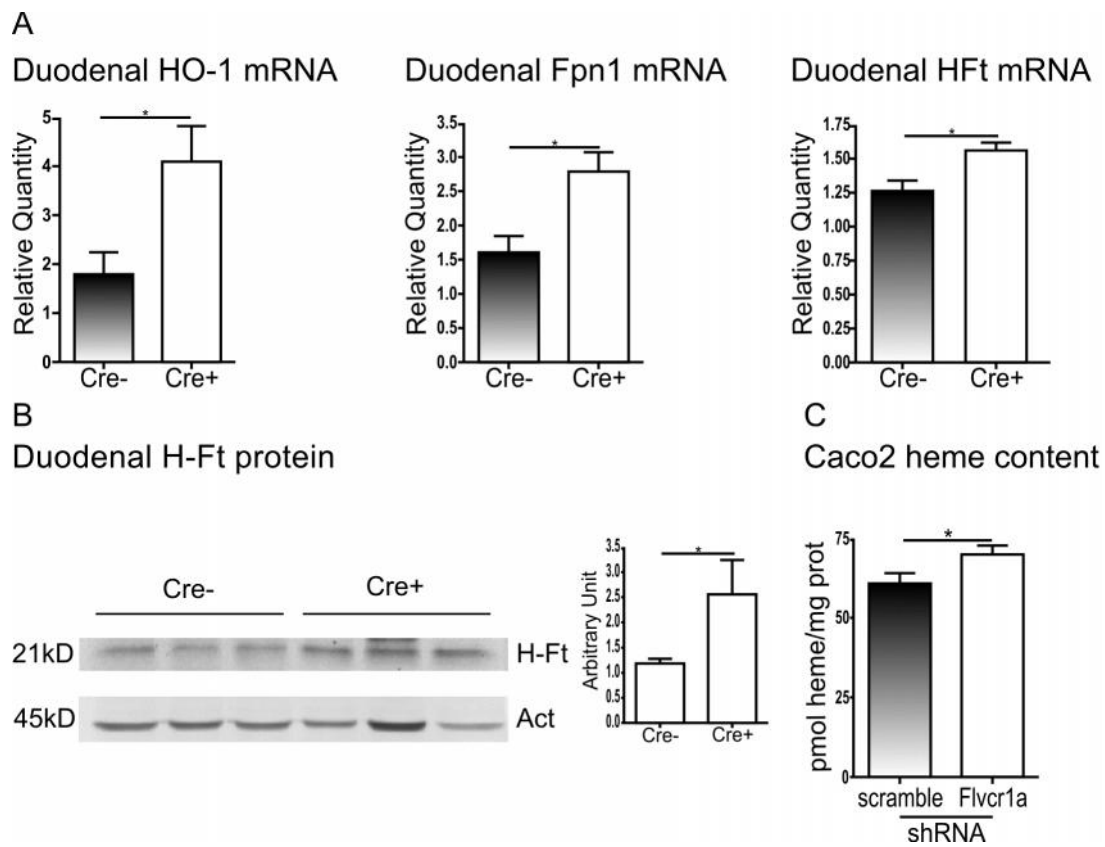 A
Duodenal HO-1 mRNA
Relative Quantity
5
4
3
2
1
0
*
Cre- Cre+
Duodenal Fpn1 mRNA
Relative Quantity
3.5
3.0
2.5
2.0
1.5
1.0
0.5
0.0
*
Cre- Cre+
Duodenal HFt mRNA
Relative Quantity
1.75
1.50
1.25
1.00
0.75
0.50
0.25
0.00
*
Cre- Cre+
B
Duodenal H-Ft protein
Cre- Cre+
21kD H-Ft
45kD Act
Arbitrary Unit
3.5
3.0
2.5
2.0
1.5
1.0
0.5
0.0
*
Cre- Cre+
C
Caco2 heme content
pmol heme/mg prot
75
50
25
0
*
scramble Flvcr1a
shRNA